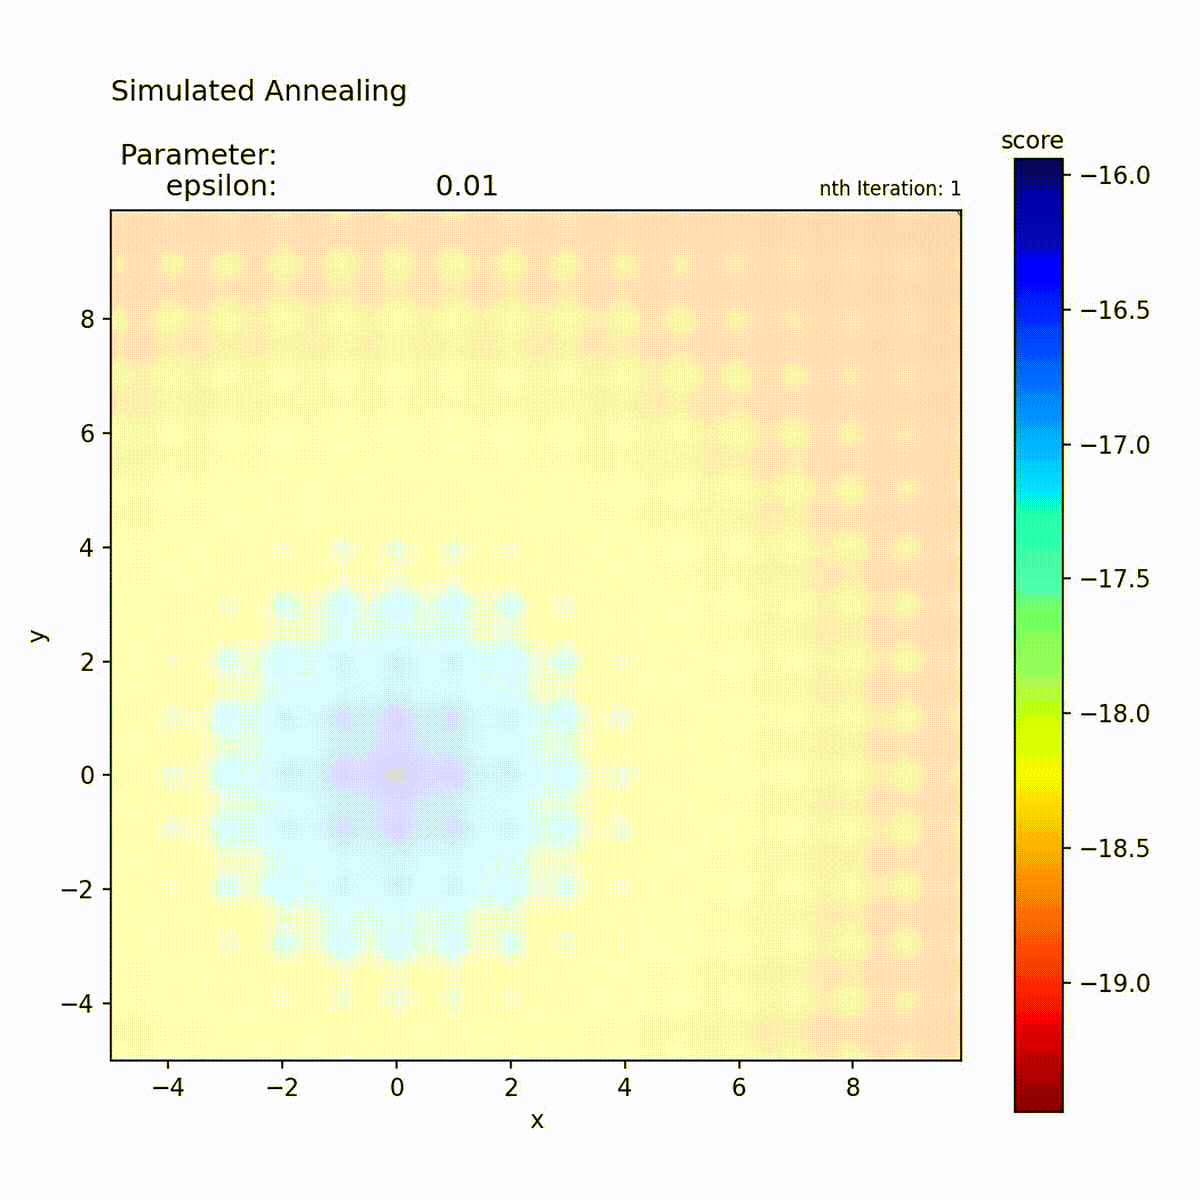 Simulated Annealing
Parameter:
epsilon: 0.01
nth Iteration: 1
score
−16.0
−16.5
−17.0
−17.5
−18.0
−18.5
−19.0
8
6
4
2
0
−2
−4
y
−4 −2 0 2 4 6 8
x